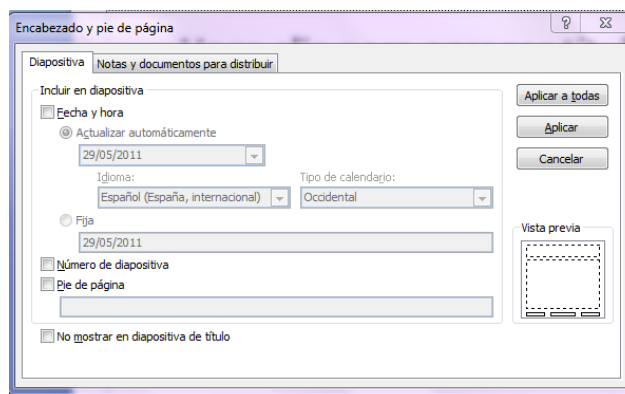 Encabezado y pie de página
Diapositiva Notas y documentos para distribuir
Incluir en diapositiva
Fecha y hora
Actualizar automáticamente
29/05/2011
Idioma: Tipo de calendario:
Español (España, internacional) Occidental
Fija
29/05/2011
Número de diapositiva
Pie de página
No mostrar en diapositiva de título
Aplicar a todas
Aplicar
Cancelar
Vista previa